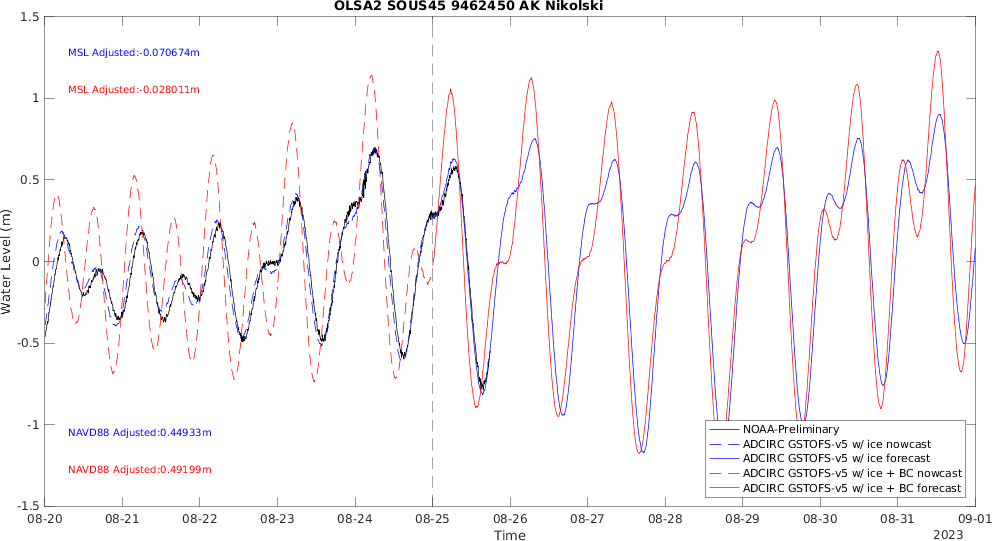 OLSA2 SOUS45 9462450 AK Nikolski
1.5
1
0.5
0
-0.5
-1
-1.5
Water Level (m)
MSL Adjusted:-0.070674m
MSL Adjusted:-0.028011m
NAVD88 Adjusted:0.44933m
NAVD88 Adjusted:0.49199m
NOAA-Preliminary
ADCIRC GSTOFS-v5 w/ ice nowcast
ADCIRC GSTOFS-v5 w/ ice forecast
ADCIRC GSTOFS-v5 w/ ice + BC nowcast
ADCIRC GSTOFS-v5 w/ ice + BC forecast
08-20 08-21 08-22 08-23 08-24 08-25 08-26 08-27 08-28 08-29 08-30 08-31 09-01
Time
2023